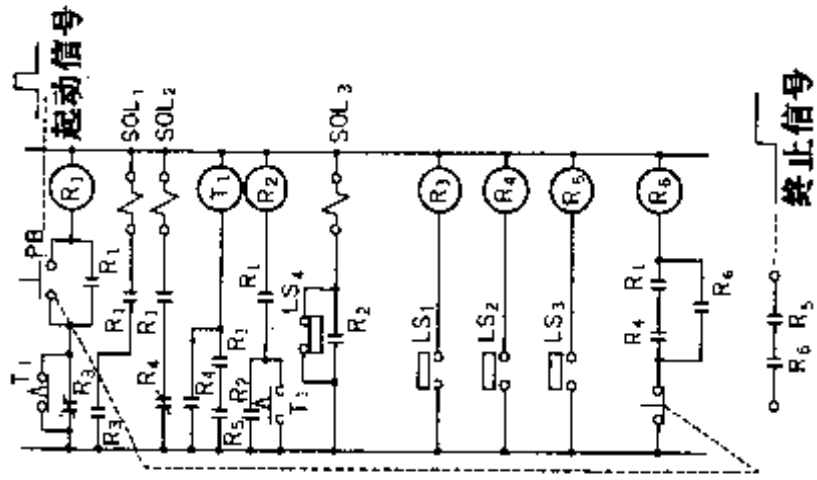 起动信号
PB
R₁
R₁
T₁
R₃
SOL₁
R₁
R₃
SOL₂
R₁
R₄
T₁
R₄
R₁
R₅
R₂
R₁
R₂
T₁
SOL₃
LS₄
R₂
R₃
LS₁
R₄
LS₂
R₅
LS₃
R₆
R₁
R₄
R₆
终止信号
R₆
R₅